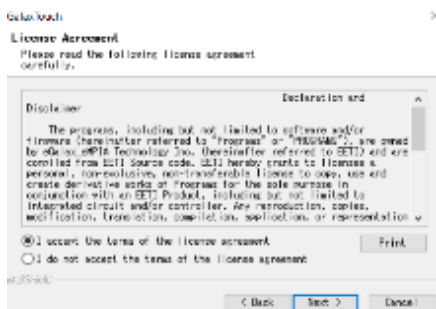 GalaxTouch
License Agreement
Please read the following license agreement
carefully.
Declaration and
Disclaimer
The programs, including but not limited to software and/or
firmware (hereinafter referred to "Programs" or "PROGRAMS"), are owned
by eGalax_eMPIA Technology Inc. (hereinafter referred to EETI) and are
compiled from EETI Source code. EETI hereby grants to licensee a
personal, non-exclusive, non-transferable license to copy, use and
create derivative works of Programs for the sole purpose in
conjunction with an EETI Product, including but not limited to
integrated circuit and/or controller. Any reproduction, copies,
modification, translation, compilation, application, or representation
I accept the terms of the license agreement
Print
I do not accept the terms of the license agreement
InstallShield
< Back
Next >
Cancel